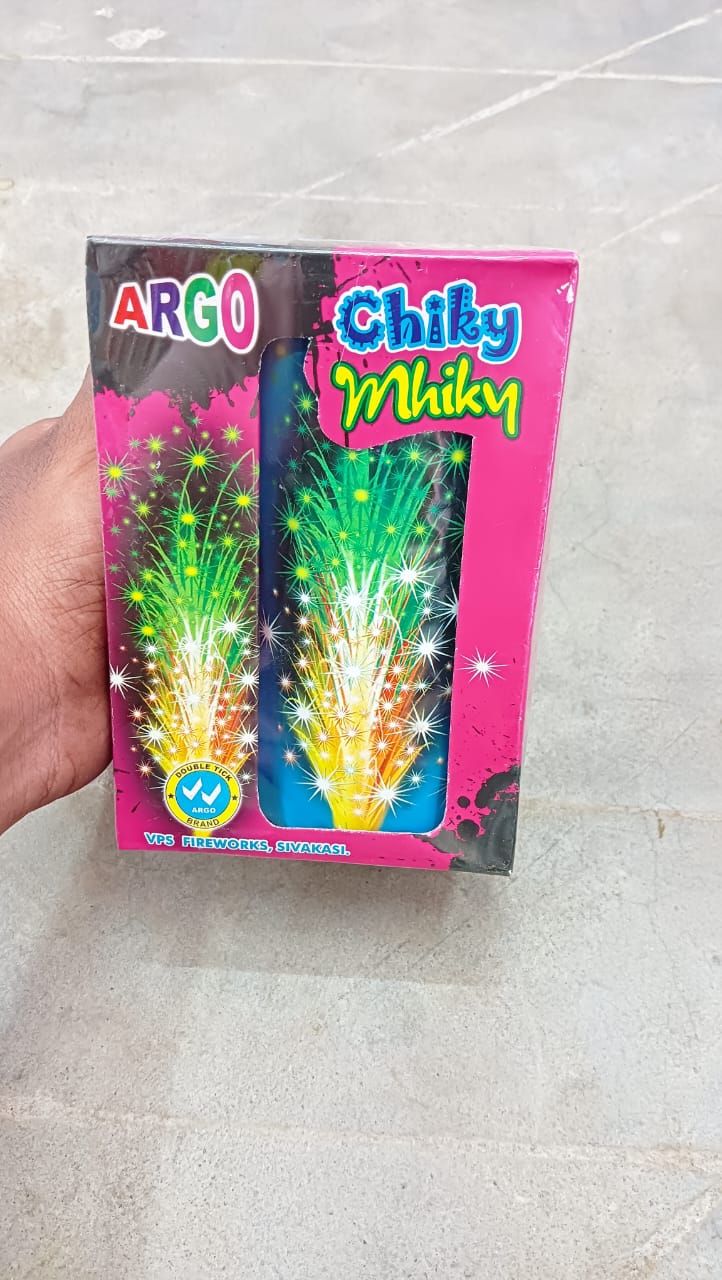 ARGO
Chiky
Mhiky
DOUBLE TICK
ARGO
BRAND
VPS FIREWORKS, SIVAKASI.